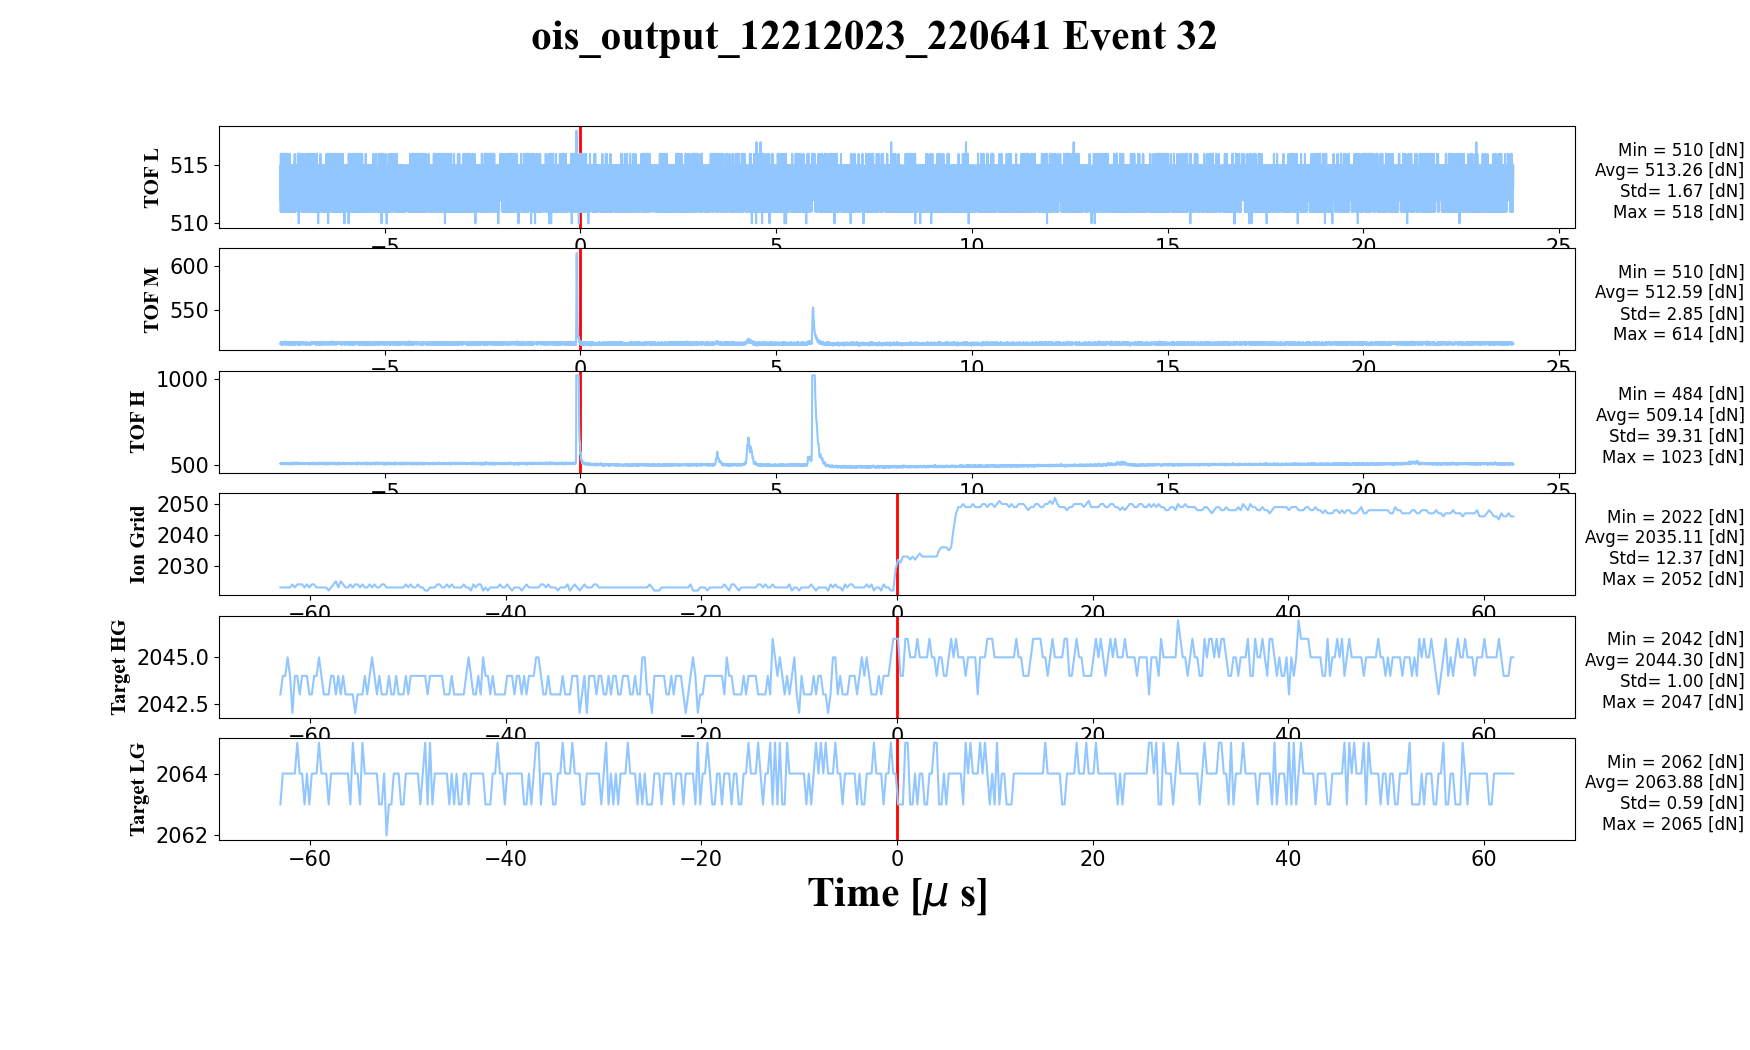 ois_output_12212023_220641 Event 32
TOF L
515
510
−5
0
5
10
15
20
25
Min = 510 [dN]
Avg= 513.26 [dN]
Std= 1.67 [dN]
Max = 518 [dN]
TOF M
600
550
−5
0
5
10
15
20
25
Min = 510 [dN]
Avg= 512.59 [dN]
Std= 2.85 [dN]
Max = 614 [dN]
TOF H
1000
500
−5
0
5
10
15
20
25
Min = 484 [dN]
Avg= 509.14 [dN]
Std= 39.31 [dN]
Max = 1023 [dN]
Ion Grid
2050
2040
2030
−60
−40
−20
0
20
40
60
Min = 2022 [dN]
Avg= 2035.11 [dN]
Std= 12.37 [dN]
Max = 2052 [dN]
Target HG
2045.0
2042.5
−60
−40
−20
0
20
40
60
Min = 2042 [dN]
Avg= 2044.30 [dN]
Std= 1.00 [dN]
Max = 2047 [dN]
Target LG
2064
2062
−60
−40
−20
0
20
40
60
Min = 2062 [dN]
Avg= 2063.88 [dN]
Std= 0.59 [dN]
Max = 2065 [dN]
Time [μ s]